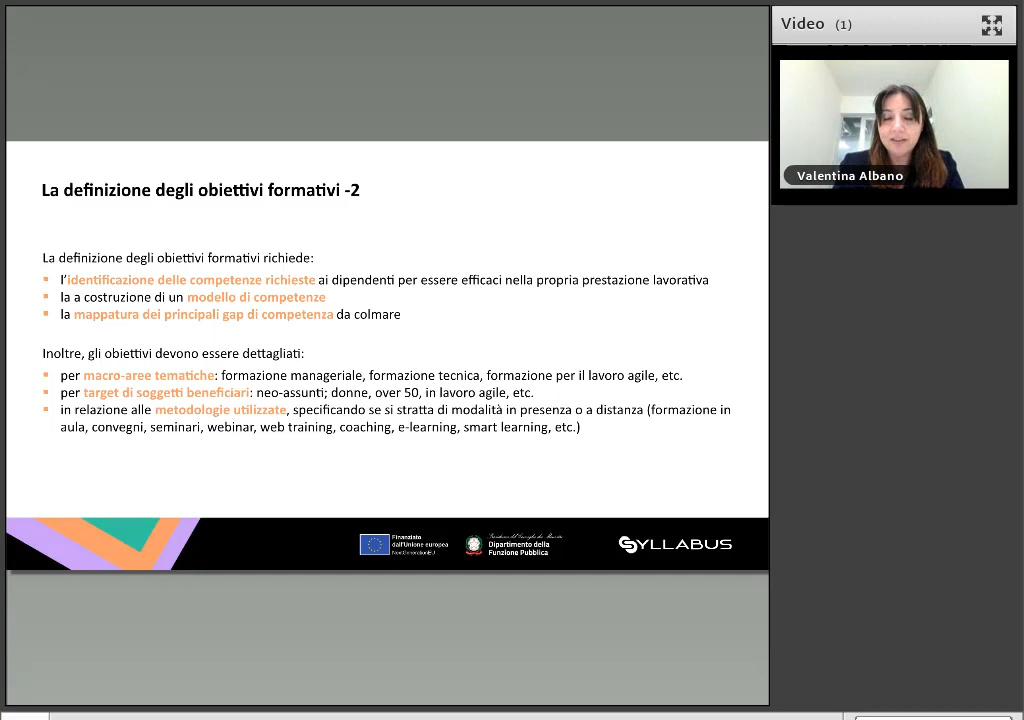 Video (1)
Valentina Albano
La definizione degli obiettivi formativi -2
La definizione degli obiettivi formativi richiede:
l'identificazione delle competenze richieste ai dipendenti per essere efficaci nella propria prestazione lavorativa
la a costruzione di un modello di competenze
la mappatura dei principali gap di competenza da colmare
Inoltre, gli obiettivi devono essere dettagliati:
per macro-aree tematiche: formazione manageriale, formazione tecnica, formazione per il lavoro agile, etc.
per target di soggetti beneficiari: neo-assunti; donne, over 50, in lavoro agile, etc.
in relazione alle metodologie utilizzate, specificando se si stratta di modalità in presenza o a distanza (formazione in
aula, convegni, seminari, webinar, web training, coaching, e-learning, smart learning, etc.)
Finanziato
dall'Unione europea
NextGenerationEU
Presidenza del Consiglio dei Ministri
Dipartimento della
Funzione Pubblica
SYLLABUS